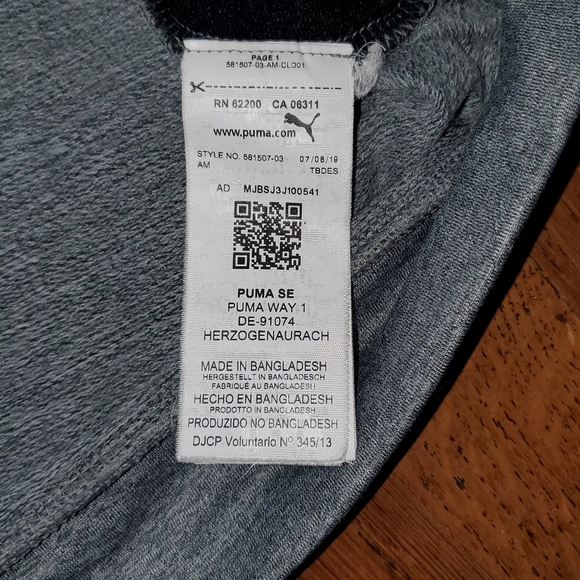 PAGE 1
581507-03-AM-CLD01
RN 62200 CA 06311
www.puma.com
STYLE NO. 581507-03 07/08/19
AM TBDES
AD MJBSJ3J100541
PUMA SE
PUMA WAY 1
DE-91074
HERZOGENAURACH
MADE IN BANGLADESH
HERGESTELLT IN BANGLADESCH
FABRIQUÉ AU BANGLADESH
HECHO EN BANGLADESH
PRODOTTO IN BANGLADESH
PRODUZIDO NO BANGLADESH
DJCP Voluntario Nº 345/13